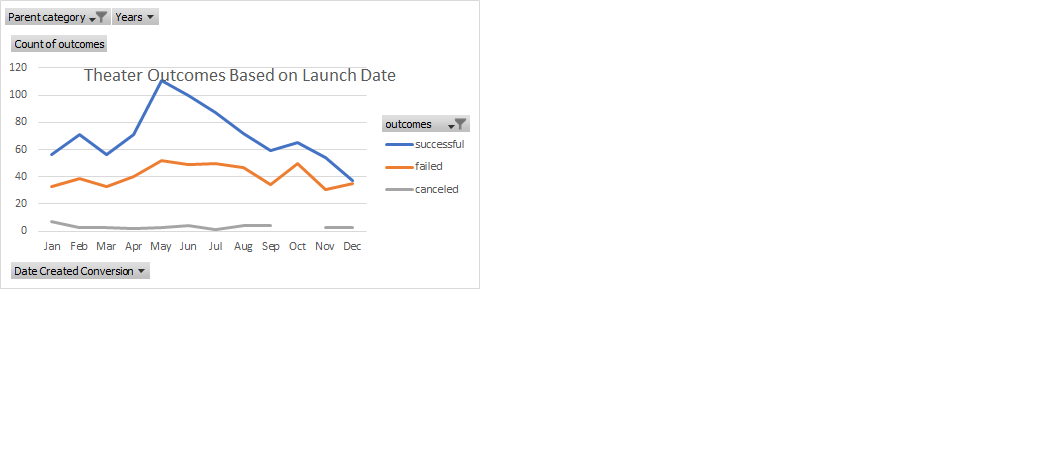 Parent category Years
Count of outcomes
Theater Outcomes Based on Launch Date
120
100
80
60
40
20
0
Jan Feb Mar Apr May Jun Jul Aug Sep Oct Nov Dec
outcomes
successful
failed
canceled
Date Created Conversion